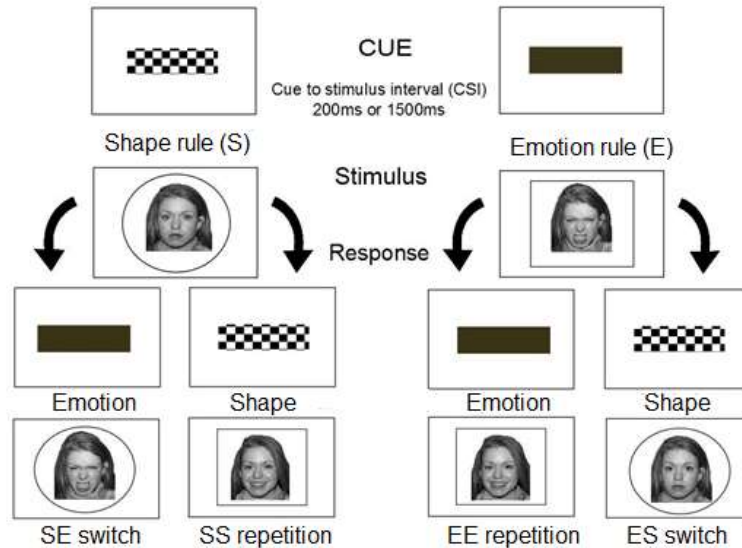 CUE
Cue to stimulus interval (CSI)
200ms or 1500ms
Shape rule (S)
Emotion rule (E)
Stimulus
Response
Emotion
Shape
Emotion
Shape
SE switch
SS repetition
EE repetition
ES switch